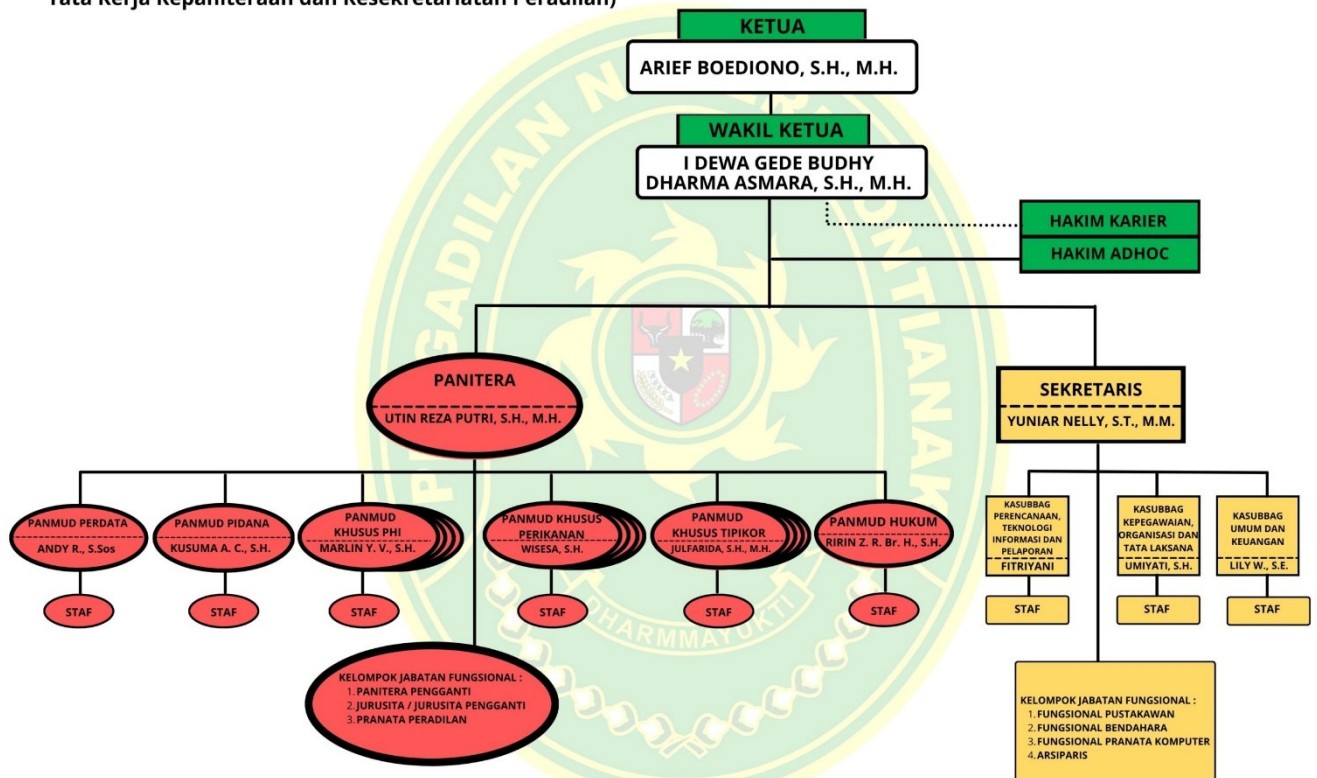 Tata Kerja Kepaniteraan dan Kesekretariatan Peradilan)
KETUA
ARIEF BOEDIONO, S.H., M.H.
WAKIL KETUA
I DEWA GEDE BUDHY
DHARMA ASMARA, S.H., M.H.
HAKIM KARIER
HAKIM ADHOC
PENGADILAN NEGERI PONTIANAK
PANITERA
UTIN REZA PUTRI, S.H., M.H.
SEKRETARIS
YUNIAR NELLY, S.T., M.M.
PANMUD PERDATA
ANDY R., S.Sos
PANMUD PIDANA
KUSUMA A. C., S.H.
PANMUD
KHUSUS PHI
MARLIN Y. V., S.H.
PANMUD KHUSUS
PERIKANAN
WISESA, S.H.
PANMUD
KHUSUS TIPIKOR
JULFARIDA, S.H., M.H.
PANMUD HUKUM
RIRIN Z. R. Br. H., S.H.
KASUBBAG
PERENCANAAN,
TEKNOLOGI
INFORMASI DAN
PELAPORAN
FITRIYANI
KASUBBAG
KEPEGAWAIAN,
ORGANISASI DAN
TATA LAKSANA
UMIYATI, S.H.
KASUBBAG
UMUM DAN
KEUANGAN
LILY W., S.E.
STAF
STAF
STAF
STAF
STAF
STAF
STAF
STAF
STAF
DHARMMAYUKTI
KELOMPOK JABATAN FUNGSIONAL :
1. PANITERA PENGGANTI
2. JURUSITA / JURUSITA PENGGANTI
3. PRANATA PERADILAN
KELOMPOK JABATAN FUNGSIONAL :
1. FUNGSIONAL PUSTAKAWAN
2. FUNGSIONAL BENDAHARA
3. FUNGSIONAL PRANATA KOMPUTER
4. ARSIPARIS